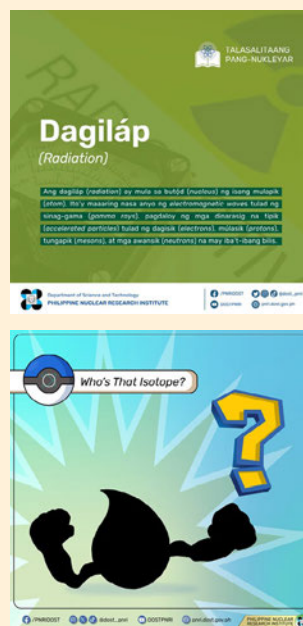 TALASALITAANG
PANG-NUKLEYAR
Dagiláp
(Radiation)
Ang dagiláp (radiation) ay mula sa butód (nucleus) ng isang mulapik
(atom). Ito'y maaaring nasa anyo ng electromagnetic waves tulad ng
sinag-gama (gamma rays), pagdaloy ng mga dinarasig na tipik
(accelerated particles) tulad ng dagisik (electrons), múlasik (protons),
tungapik (mesons), at mga awansik (neutrons) na may iba't-ibang bilis.
Department of Science and Technology
PHILIPPINE NUCLEAR RESEARCH INSTITUTE
/PNRIDOST
@dost_pnri
DOSTPNRI
pnri.dost.gov.ph
Who's That Isotope?
?
/PNRIDOST
@dost_pnri
DOSTPNRI
pnri.dost.gov.ph
PHILIPPINE NUCLEAR
RESEARCH INSTITUTE